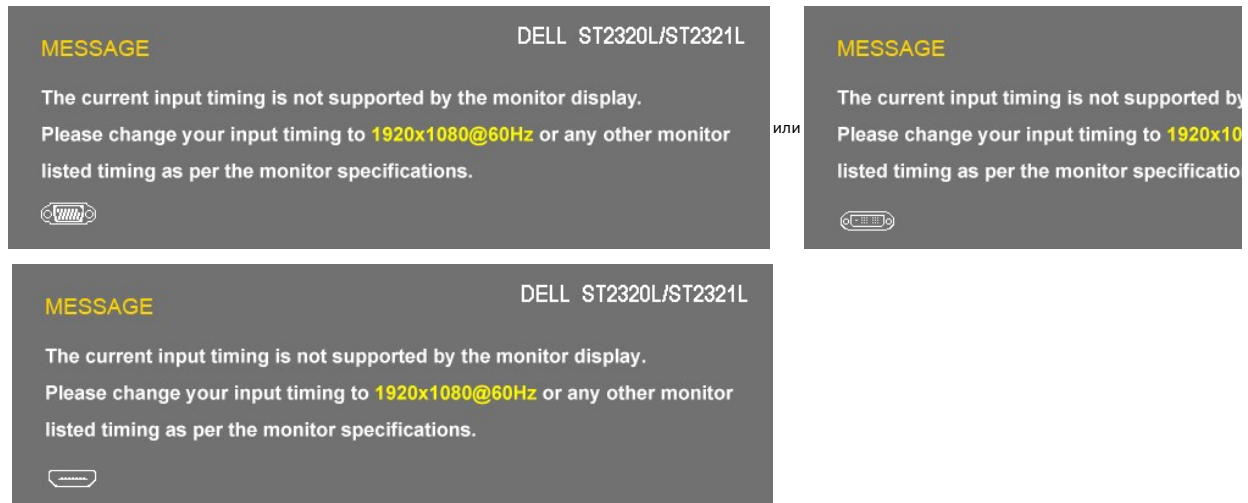 DELL ST2320L/ST2321L
MESSAGE
The current input timing is not supported by the monitor display.
Please change your input timing to 1920x1080@60Hz or any other monitor
listed timing as per the monitor specifications.
или
MESSAGE
The current input timing is not supported by
Please change your input timing to 1920x10
listed timing as per the monitor
DELL ST2320L/ST2321L
MESSAGE
The current input timing is not supported by the monitor display.
Please change your input timing to 1920x1080@60Hz or any other monitor
listed timing as per the monitor specifications.